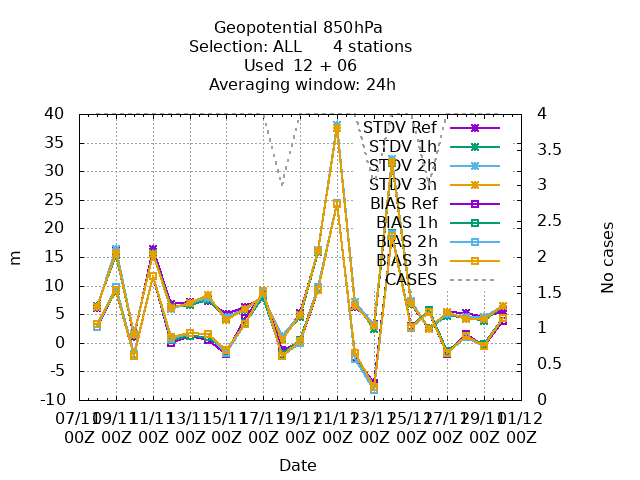 Geopotential 850hPa
Selection: ALL      4 stations
Used  12 + 06
Averaging window: 24h
40 4
35 3.5
30 3
25 2.5
20 2
15 1.5
10 1
5 0.5
0 0
-5
-10
m
No cases
STDV Ref
STDV 1h
STDV 2h
STDV 3h
BIAS Ref
BIAS 1h
BIAS 2h
BIAS 3h
CASES
07/11 09/11 11/11 13/11 15/11 17/11 19/11 21/11 23/11 25/11 27/11 29/11 01/12
00Z 00Z 00Z 00Z 00Z 00Z 00Z 00Z 00Z 00Z 00Z 00Z 00Z
Date